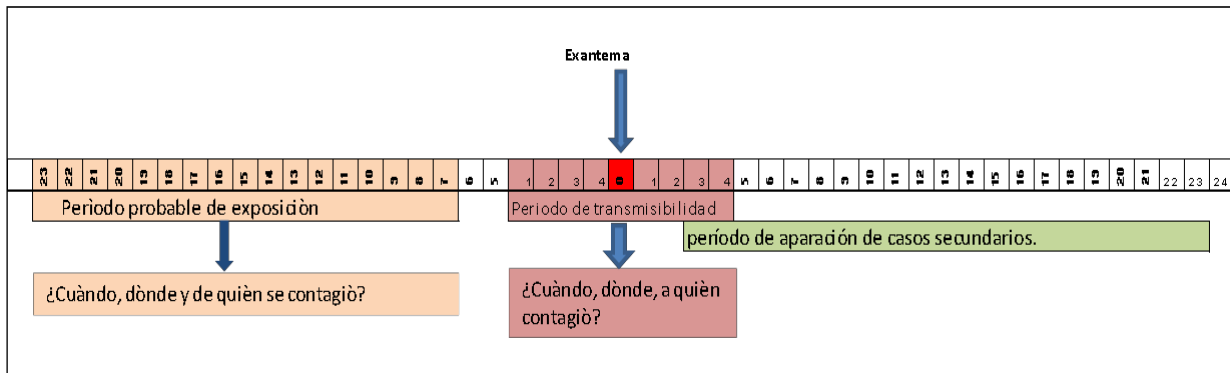 Exantema
23 22 21 20 19 18 17 16 15 14 13 12 11 10 9 8 7 6 5 1 2 3 4 0 1 2 3 4 5 6 7 8 9 10 11 12 13 14 15 16 17 18 19 20 21 22 23 24
Perìodo probable de exposiciòn
Periodo de transmisibilidad
período de aparación de casos secundarios.
¿Cuàndo, dònde y de quièn se contagiò?
¿Cuàndo, dònde, a quièn
contagiò?